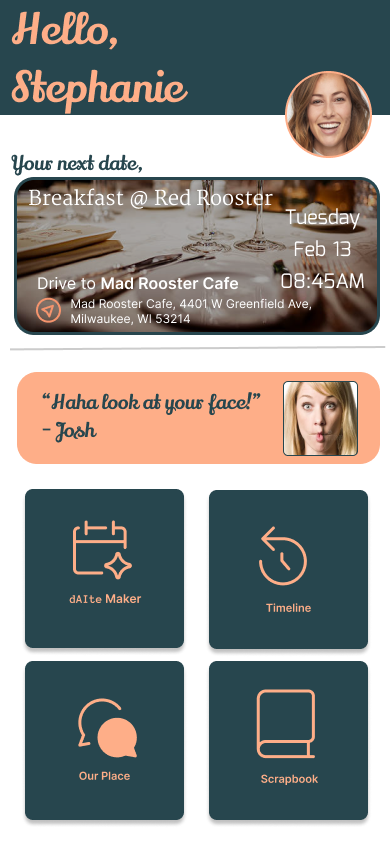 Hello,
Stephanie
Your next date,
Breakfast @ Red Rooster
Tuesday
Feb 13
08:45AM
Drive to Mad Rooster Cafe
Mad Rooster Cafe, 4401 W Greenfield Ave,
Milwaukee, WI 53214
“Haha look at your face!”
- Josh
dAIte Maker
Timeline
Our Place
Scrapbook